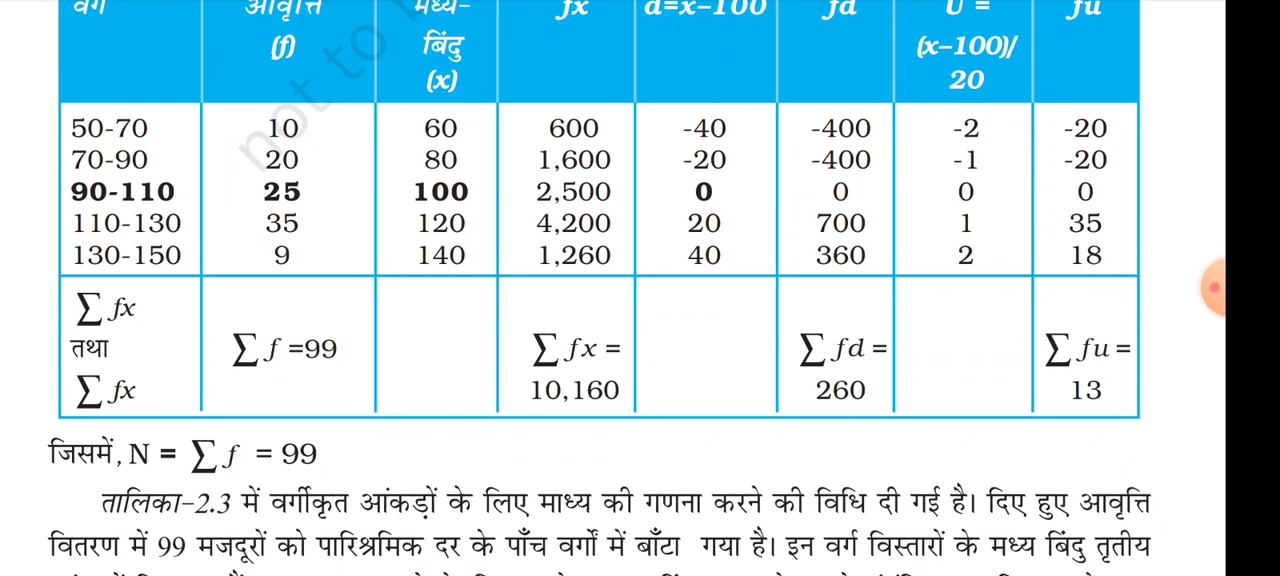 वर्ग आवृत्ति मध्य- fx d=x–100 fd U = fu
(f) बिंदु (x–100)/
(x) 20
50-70 10 60 600 -40 -400 -2 -20
70-90 20 80 1,600 -20 -400 -1 -20
90-110 25 100 2,500 0 0 0 0
110-130 35 120 4,200 20 700 1 35
130-150 9 140 1,260 40 360 2 18
∑ fx
तथा ∑ f =99 ∑ fx = ∑ fd = ∑ fu =
∑ fx 10,160 260 13
जिसमें, N = ∑ f = 99
तालिका–2.3 में वर्गीकृत आंकड़ों के लिए माध्य की गणना करने की विधि दी गई है। दिए हुए आवृत्ति
वितरण में 99 मजदूरों को पारिश्रमिक दर के पाँच वर्गों में बाँटा गया है। इन वर्ग विस्तारों के मध्य बिंदु तृतीय
not to